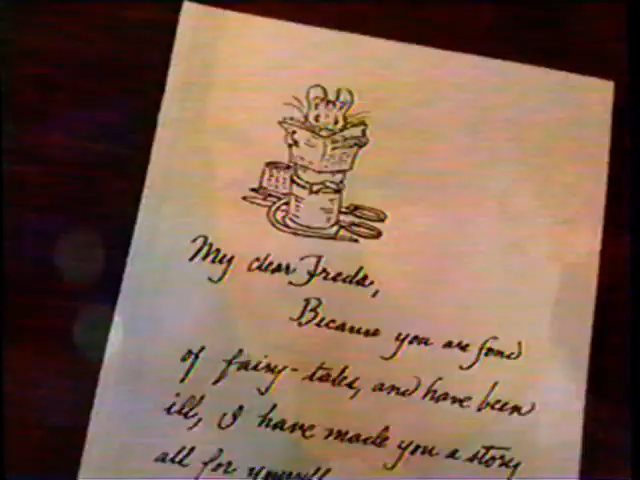 My dear Freda,
Because you are fond
of fairy-tales, and have been
ill, I have made you a story
all for yourself